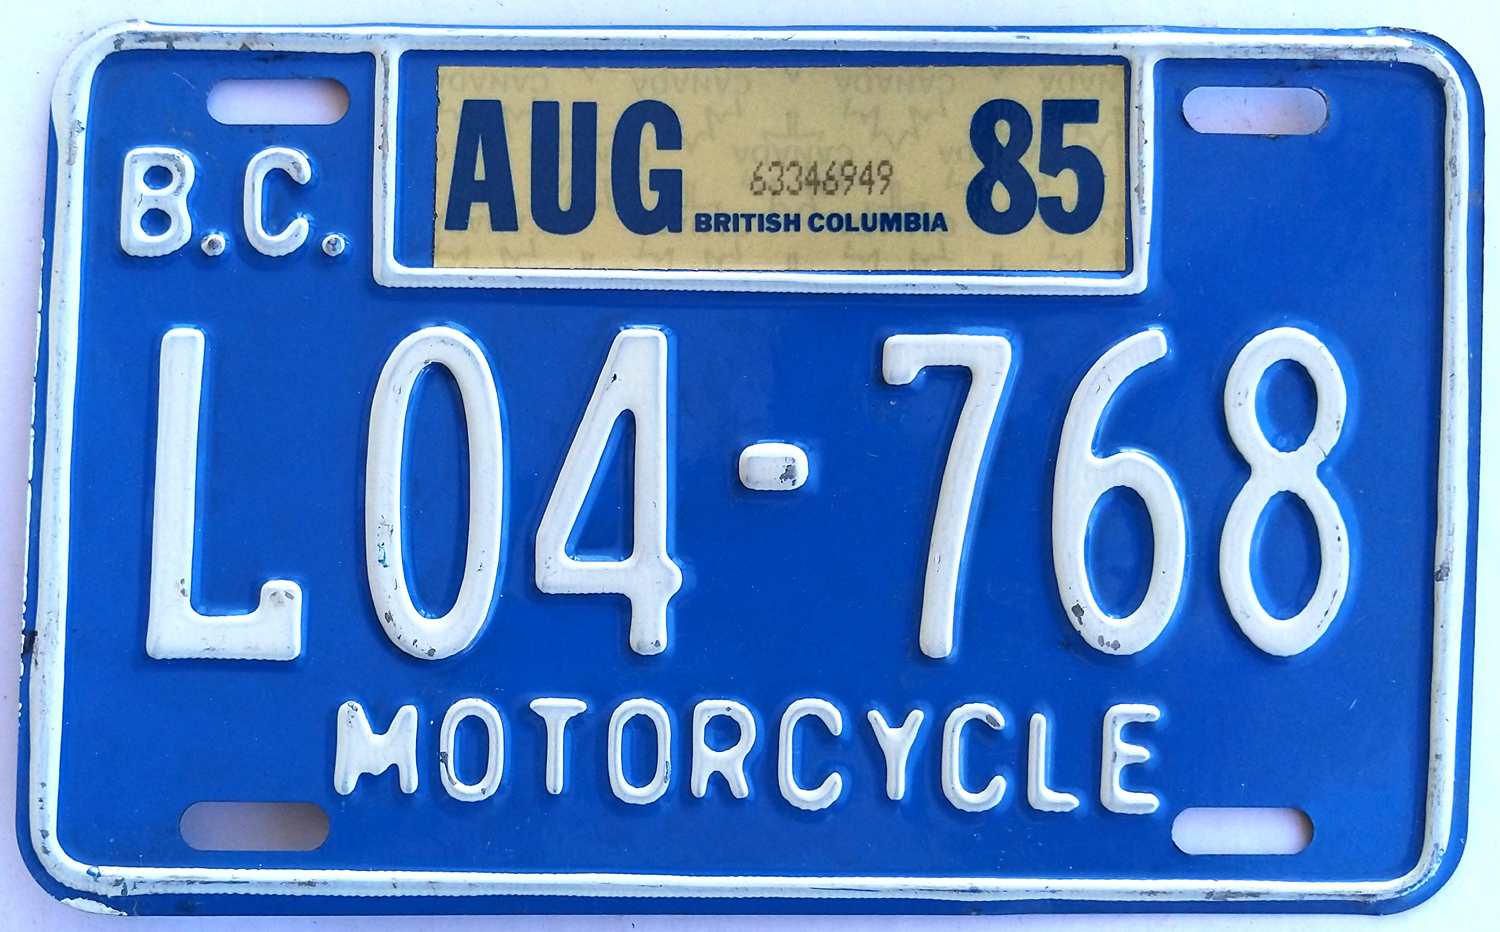 B.C.
AUG 63346949 85
BRITISH COLUMBIA
L04-768
MOTORCYCLE